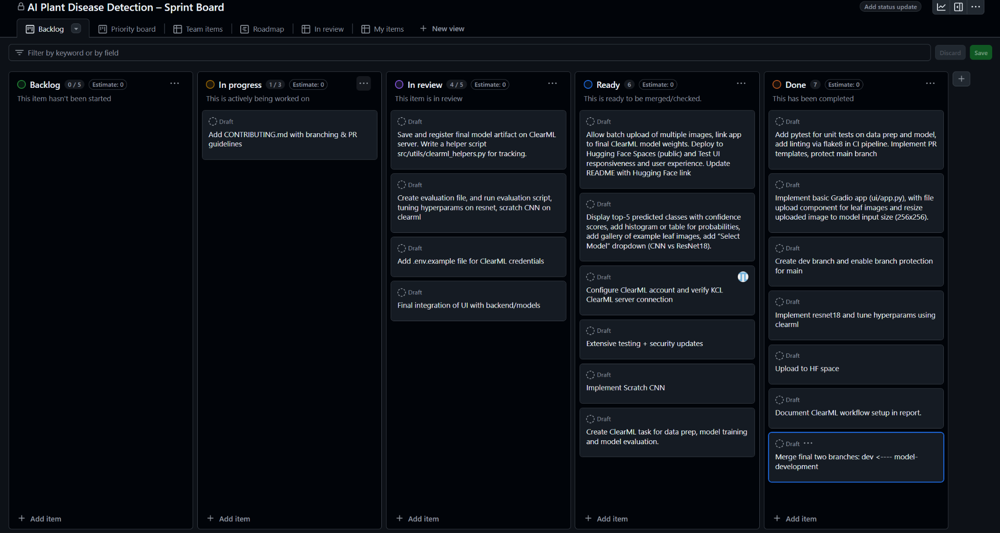 AI Plant Disease Detection – Sprint Board
Add status update
Backlog
Priority board
Team items
Roadmap
In review
My items
New view
Filter by keyword or by field
Discard
Save
Backlog 0 / 5 Estimate: 0
This item hasn't been started
Add item
In progress 1 / 3 Estimate: 0
This is actively being worked on
Draft
Add CONTRIBUTING.md with branching & PR
guidelines
Add item
In review 4 / 5 Estimate: 0
This item is in review
Draft
Save and register final model artifact on ClearML
server. Write a helper script
src/utils/clearml_helpers.py for tracking.
Draft
Create evaluation file, and run evaluation script,
tuning hyperparams on resnet, scratch CNN on
clearml
Draft
Add .env.example file for ClearML credentials
Draft
Final integration of UI with backend/models
Add item
Ready 6 Estimate: 0
This is ready to be merged/checked.
Draft
Allow batch upload of multiple images, link app
to final ClearML model weights. Deploy to
Hugging Face Spaces (public) and Test UI
responsiveness and user experience. Update
README with Hugging Face link
Draft
Display top-5 predicted classes with confidence
scores, add histogram or table for probabilities,
add gallery of example leaf images, add “Select
Model” dropdown (CNN vs ResNet18).
Draft
Configure ClearML account and verify KCL
ClearML server connection
Draft
Extensive testing + security updates
Draft
Implement Scratch CNN
Draft
Create ClearML task for data prep, model training
and model evaluation.
Add item
Done 7 Estimate: 0
This has been completed
Draft
Add pytest for unit tests on data prep and model,
add linting via flake8 in CI pipeline. Implement PR
templates, protect main branch
Draft
Implement basic Gradio app (ui/app.py), with file
upload component for leaf images and resize
uploaded image to model input size (256x256).
Draft
Create dev branch and enable branch protection
for main
Draft
Implement resnet18 and tune hyperparams using
clearml
Draft
Upload to HF space
Draft
Document ClearML workflow setup in report.
Draft
Merge final two branches: dev <---- model-
development
Add item